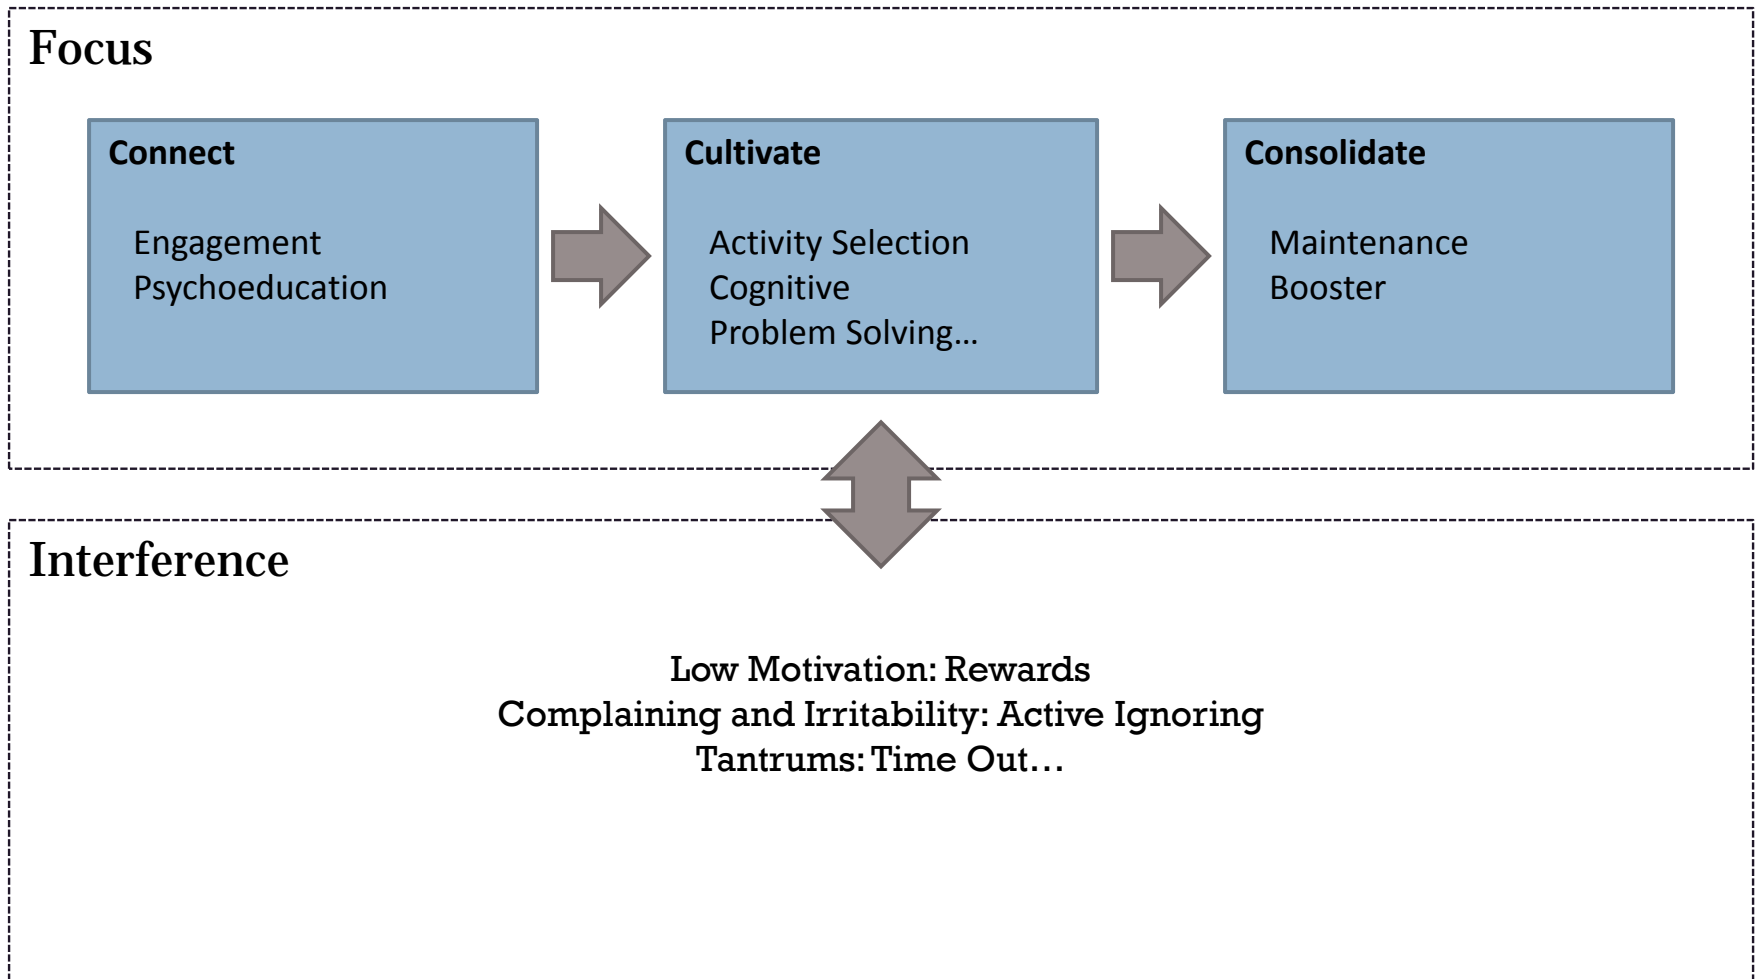 Focus
Connect
Engagement
Psychoeducation
Cultivate
Activity Selection
Cognitive
Problem Solving…
Consolidate
Maintenance
Booster
Interference
Low Motivation: Rewards
Complaining and Irritability: Active Ignoring
Tantrums: Time Out…